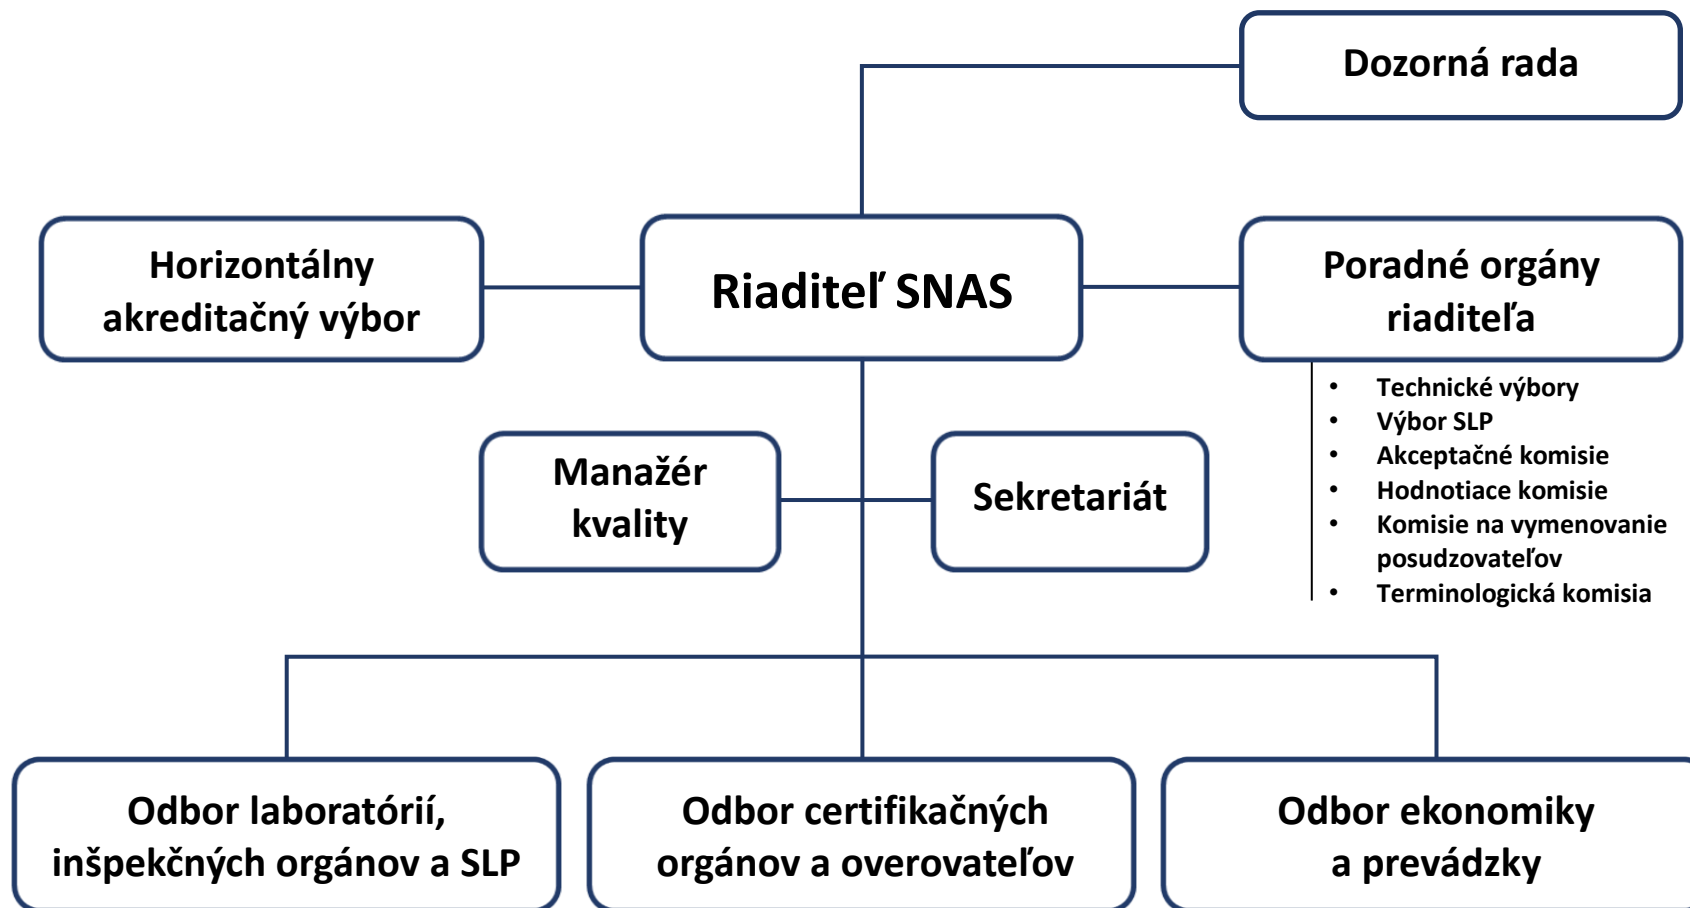 Dozorná rada
Horizontálny
akreditačný výbor
Riaditeľ SNAS
Poradné orgány
riaditeľa
• Technické výbory
• Výbor SLP
• Akceptačné komisie
• Hodnotiace komisie
• Komisie na vymenovanie
posudzovateľov
• Terminologická komisia
Manažér
kvality
Sekretariát
Odbor laboratórií,
inšpekčných orgánov a SLP
Odbor certifikačných
orgánov a overovateľov
Odbor ekonomiky
a prevádzky